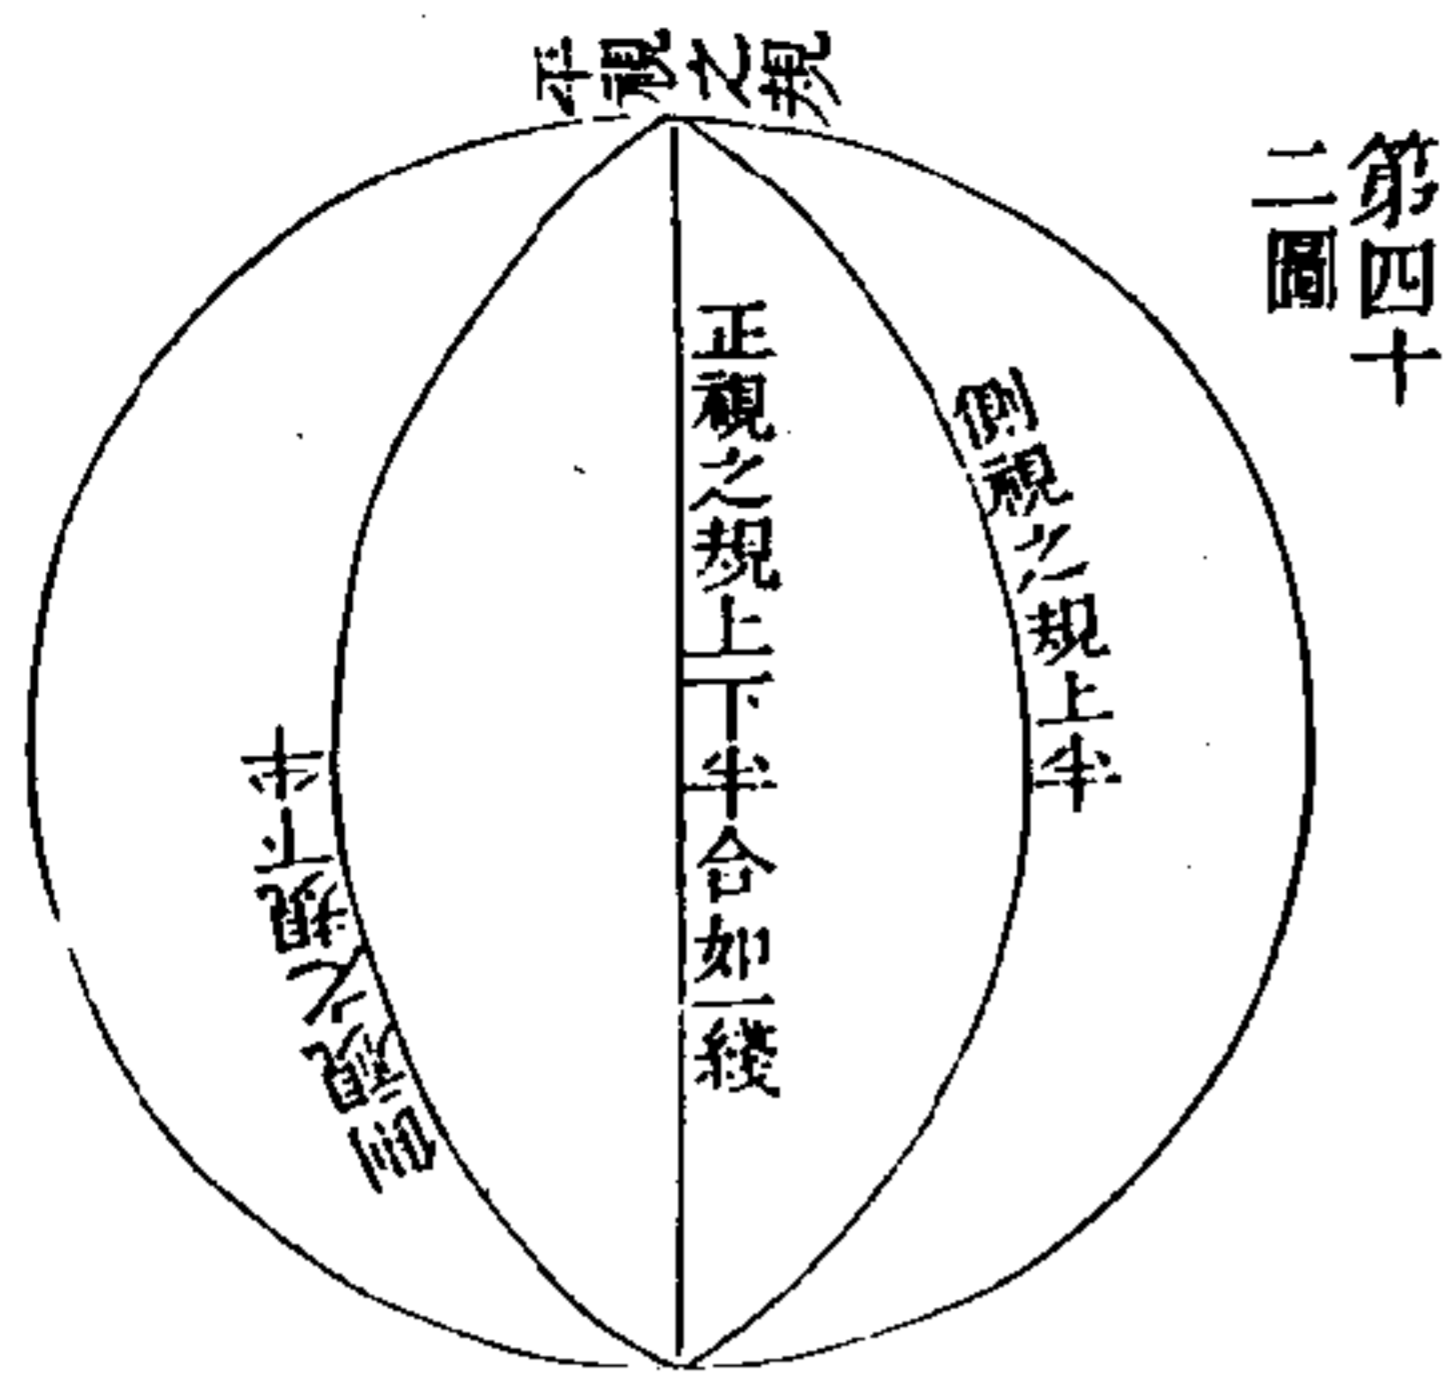 第四十
二圖
平視之規
側視之規上半
正視之規上下半合如一綫
側視之規下半